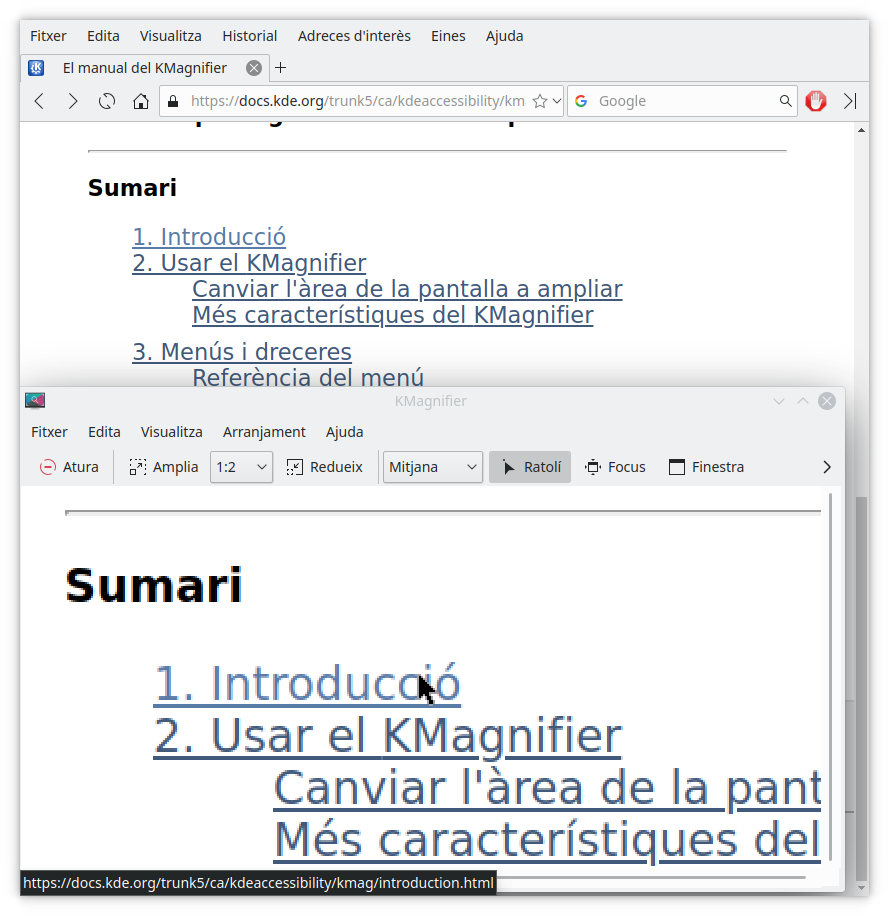 Fitxer Edita Visualitza Historial Adreces d'interès Eines Ajuda
El manual del KMagnifier
https://docs.kde.org/trunk5/ca/kdeaccessibility/km Google
Sumari
1. Introducció
2. Usar el KMagnifier
Canviar l'àrea de la pantalla a ampliar
Més característiques del KMagnifier
3. Menús i dreceres
Referència del menú
KMagnifier
Fitxer Edita Visualitza Arranjament Ajuda
Atura Amplia 1:2 Redueix Mitjana Ratolí Focus Finestra
Sumari
1. Introducció
2. Usar el KMagnifier
Canviar l'àrea de la pant
Més característiques del
https://docs.kde.org/trunk5/ca/kdeaccessibility/kmag/introduction.html